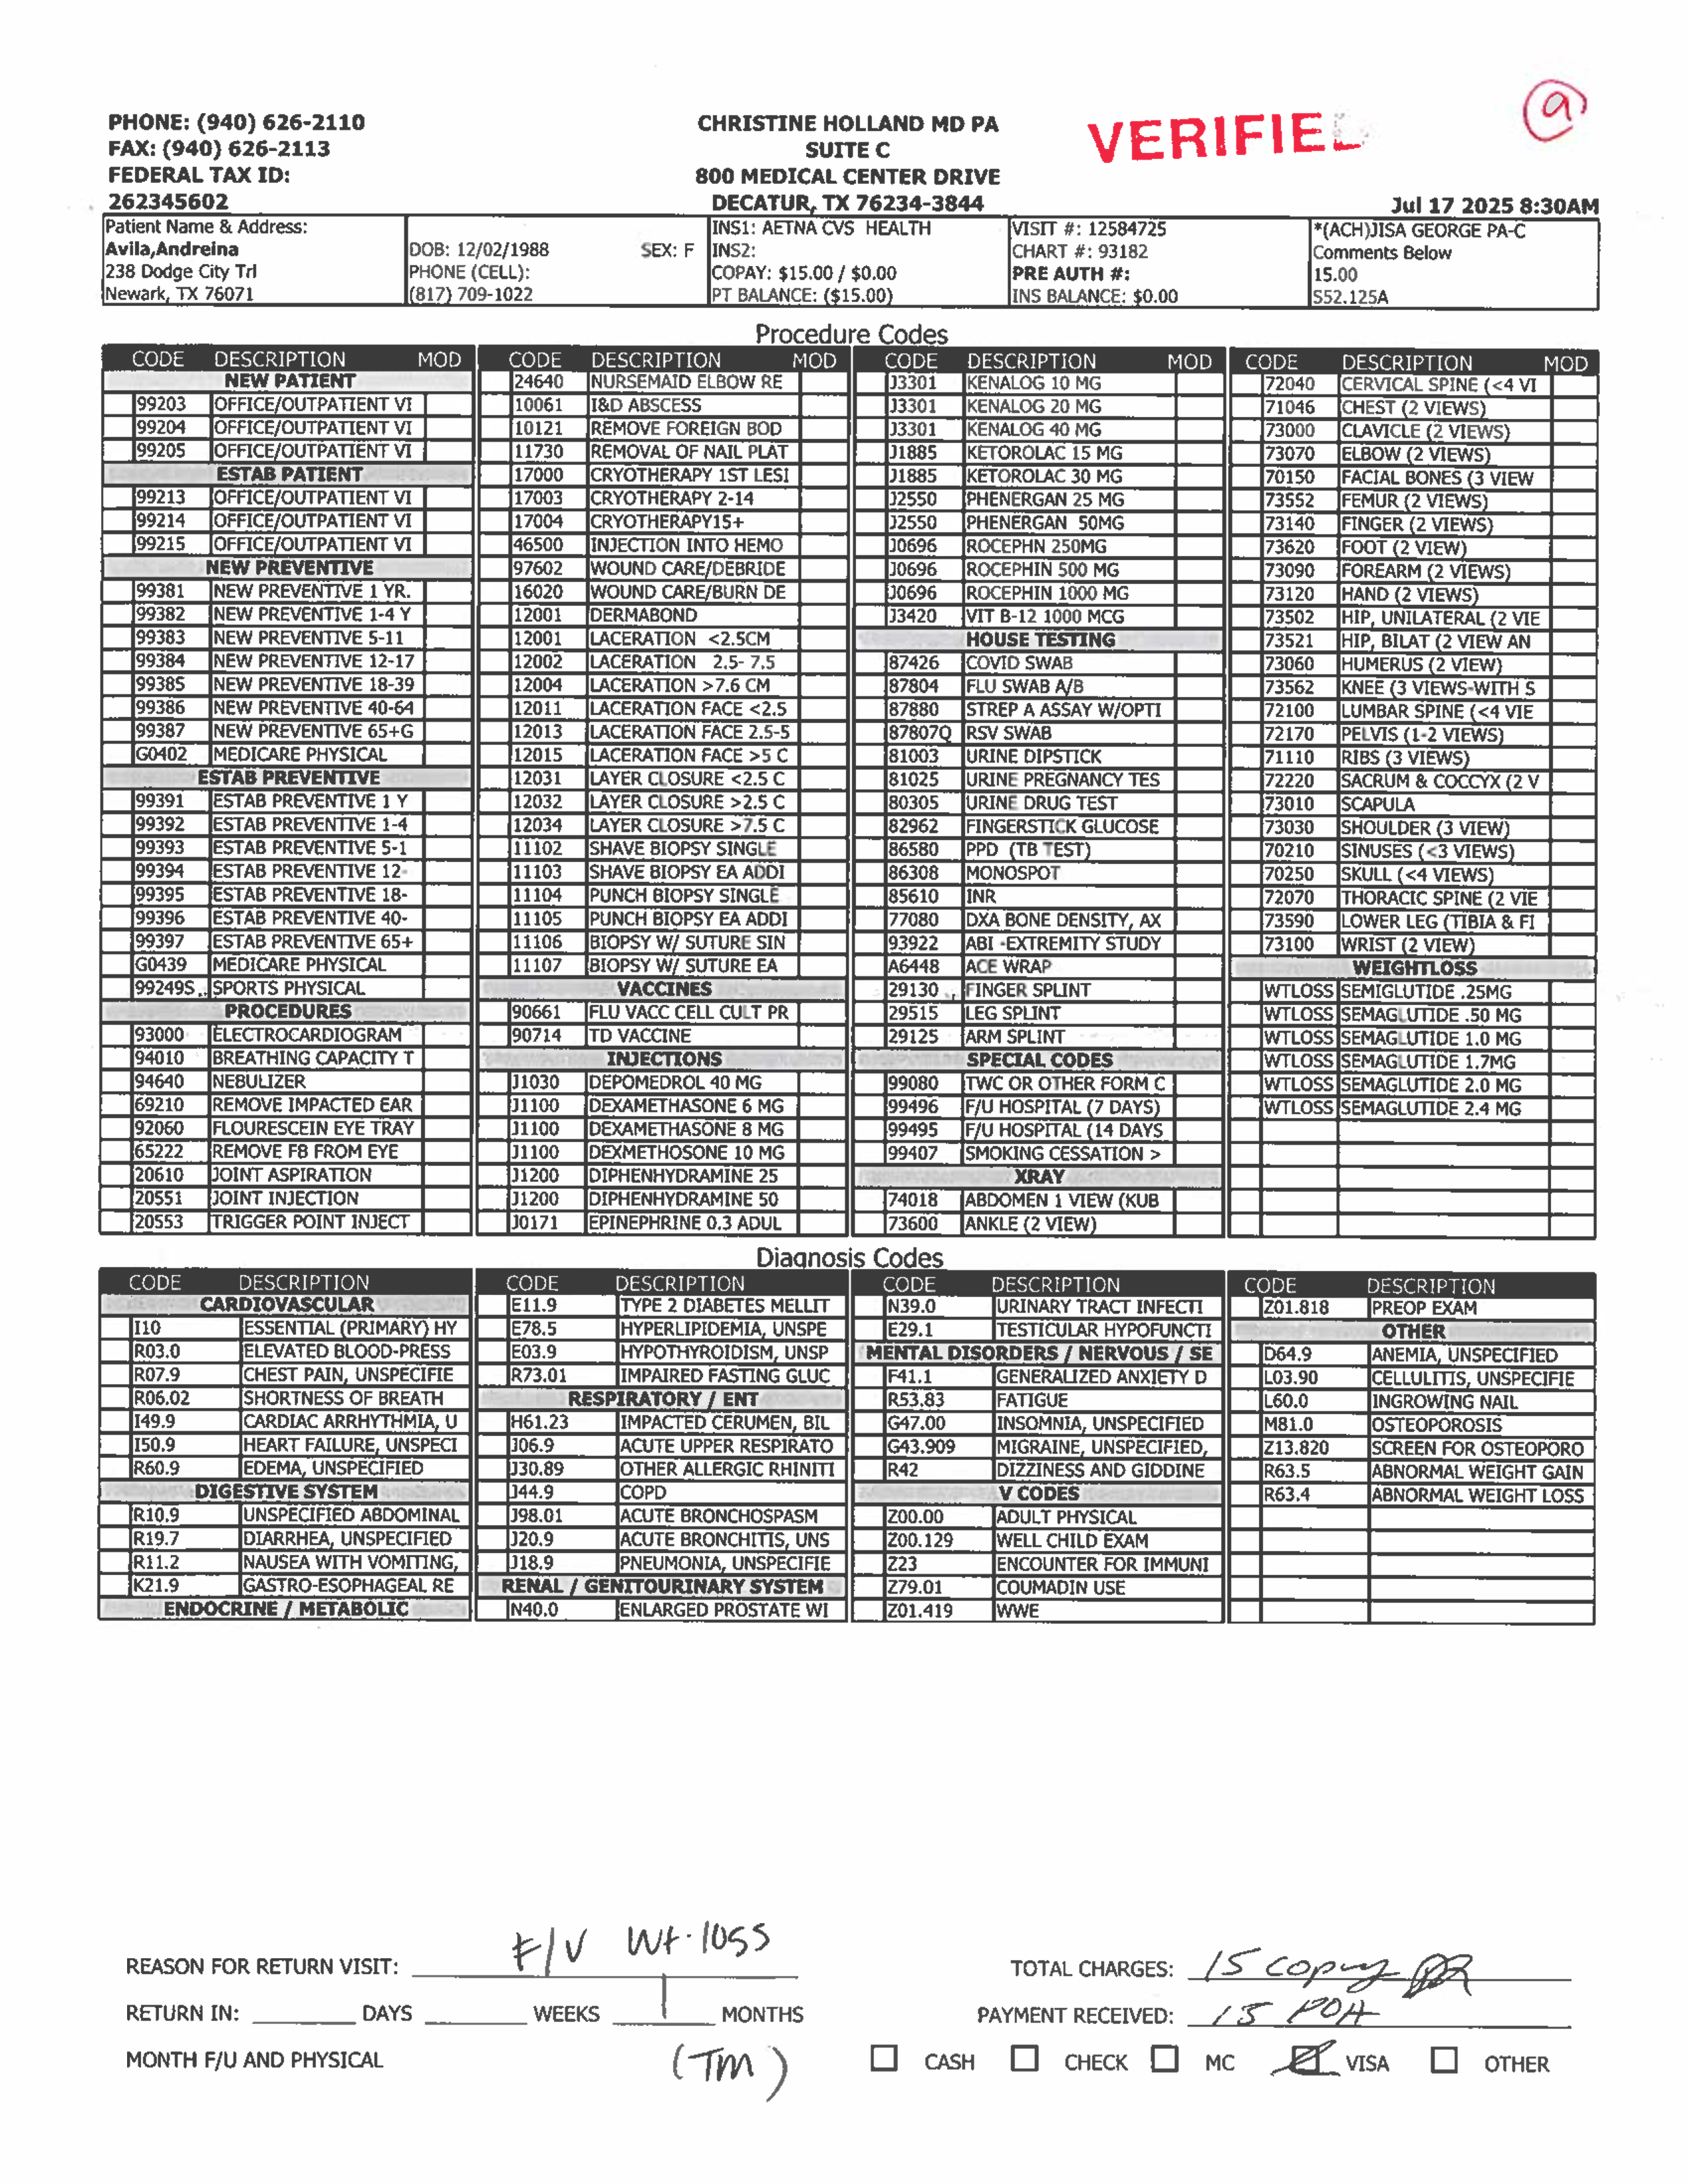 PHONE: (940) 626-2110
FAX: (940) 626-2113
FEDERAL TAX ID:
262345602
CHRISTINE HOLLAND MD PA
SUITE C
800 MEDICAL CENTER DRIVE
DECATUR, TX 76234-3844
VERIFIED
a
Jul 17 2025 8:30AM
Patient Name & Address:
Avila,Andreina
238 Dodge City Trl
Newark, TX 76071
DOB: 12/02/1988 SEX: F
PHONE (CELL):
(817) 709-1022
INS1: AETNA CVS HEALTH
INS2:
COPAY: $15.00 / $0.00
PT BALANCE: ($15.00)
VISIT #: 12584725
CHART #: 93182
PRE AUTH #:
INS BALANCE: $0.00
*(ACH)JISA GEORGE PA-C
Comments Below
15.00
S52.125A
Procedure Codes
CODE DESCRIPTION MOD
NEW PATIENT
99203 OFFICE/OUTPATIENT VI
99204 OFFICE/OUTPATIENT VI
99205 OFFICE/OUTPATIENT VI
ESTAB PATIENT
99213 OFFICE/OUTPATIENT VI
99214 OFFICE/OUTPATIENT VI
99215 OFFICE/OUTPATIENT VI
NEW PREVENTIVE
99381 NEW PREVENTIVE 1 YR.
99382 NEW PREVENTIVE 1-4 Y
99383 NEW PREVENTIVE 5-11
99384 NEW PREVENTIVE 12-17
99385 NEW PREVENTIVE 18-39
99386 NEW PREVENTIVE 40-64
99387 NEW PREVENTIVE 65+G
G0402 MEDICARE PHYSICAL
ESTAB PREVENTIVE
99391 ESTAB PREVENTIVE 1 Y
99392 ESTAB PREVENTIVE 1-4
99393 ESTAB PREVENTIVE 5-1
99394 ESTAB PREVENTIVE 12-
99395 ESTAB PREVENTIVE 18-
99396 ESTAB PREVENTIVE 40-
99397 ESTAB PREVENTIVE 65+
G0439 MEDICARE PHYSICAL
99249S SPORTS PHYSICAL
PROCEDURES
93000 ELECTROCARDIOGRAM
94010 BREATHING CAPACITY T
94640 NEBULIZER
69210 REMOVE IMPACTED EAR
92060 FLOURESCEIN EYE TRAY
65222 REMOVE FB FROM EYE
20610 JOINT ASPIRATION
20551 JOINT INJECTION
20553 TRIGGER POINT INJECT
CODE DESCRIPTION MOD
24640 NURSEMAID ELBOW RE
10061 I&D ABSCESS
10121 REMOVE FOREIGN BOD
11730 REMOVAL OF NAIL PLAT
17000 CRYOTHERAPY 1ST LESI
17003 CRYOTHERAPY 2-14
17004 CRYOTHERAPY15+
46500 INJECTION INTO HEMO
97602 WOUND CARE/DEBRIDE
16020 WOUND CARE/BURN DE
12001 DERMABOND
12001 LACERATION <2.5CM
12002 LACERATION 2.5- 7.5
12004 LACERATION >7.6 CM
12011 LACERATION FACE <2.5
12013 LACERATION FACE 2.5-5
12015 LACERATION FACE >5 C
12031 LAYER CLOSURE <2.5 C
12032 LAYER CLOSURE >2.5 C
12034 LAYER CLOSURE >7.5 C
11102 SHAVE BIOPSY SINGLE
11103 SHAVE BIOPSY EA ADDI
11104 PUNCH BIOPSY SINGLE
11105 PUNCH BIOPSY EA ADDI
11106 BIOPSY W/ SUTURE SIN
11107 BIOPSY W/ SUTURE EA
VACCINES
90661 FLU VACC CELL CULT PR
90714 TD VACCINE
INJECTIONS
J1030 DEPOMEDROL 40 MG
J1100 DEXAMETHASONE 6 MG
J1100 DEXAMETHASONE 8 MG
J1100 DEXMETHOSONE 10 MG
J1200 DIPHENHYDRAMINE 25
J1200 DIPHENHYDRAMINE 50
J0171 EPINEPHRINE 0.3 ADUL
CODE DESCRIPTION MOD
J3301 KENALOG 10 MG
J3301 KENALOG 20 MG
J3301 KENALOG 40 MG
J1885 KETOROLAC 15 MG
J1885 KETOROLAC 30 MG
J2550 PHENERGAN 25 MG
J2550 PHENERGAN 50MG
J0696 ROCEPHN 250MG
J0696 ROCEPHIN 500 MG
J0696 ROCEPHIN 1000 MG
J3420 VIT B-12 1000 MCG
HOUSE TESTING
87426 COVID SWAB
87804 FLU SWAB A/B
87880 STREP A ASSAY W/OPTI
87807Q RSV SWAB
81003 URINE DIPSTICK
81025 URINE PREGNANCY TES
80305 URINE DRUG TEST
82962 FINGERSTICK GLUCOSE
86580 PPD (TB TEST)
86308 MONOSPOT
85610 INR
77080 DXA BONE DENSITY, AX
93922 ABI -EXTREMITY STUDY
A6448 ACE WRAP
29130 FINGER SPLINT
29515 LEG SPLINT
29125 ARM SPLINT
SPECIAL CODES
99080 TWC OR OTHER FORM C
99496 F/U HOSPITAL (7 DAYS)
99495 F/U HOSPITAL (14 DAYS
99407 SMOKING CESSATION >
XRAY
74018 ABDOMEN 1 VIEW (KUB
73600 ANKLE (2 VIEW)
CODE DESCRIPTION MOD
72040 CERVICAL SPINE (<4 VI
71046 CHEST (2 VIEWS)
73000 CLAVICLE (2 VIEWS)
73070 ELBOW (2 VIEWS)
70150 FACIAL BONES (3 VIEW
73552 FEMUR (2 VIEWS)
73140 FINGER (2 VIEWS)
73620 FOOT (2 VIEW)
73090 FOREARM (2 VIEWS)
73120 HAND (2 VIEWS)
73502 HIP, UNILATERAL (2 VIE
73521 HIP, BILAT (2 VIEW AN
73060 HUMERUS (2 VIEW)
73562 KNEE (3 VIEWS-WITH S
72100 LUMBAR SPINE (<4 VIE
72170 PELVIS (1-2 VIEWS)
71110 RIBS (3 VIEWS)
72220 SACRUM & COCCYX (2 V
73010 SCAPULA
73030 SHOULDER (3 VIEW)
70210 SINUSES (<3 VIEWS)
70250 SKULL (<4 VIEWS)
72070 THORACIC SPINE (2 VIE
73590 LOWER LEG (TIBIA & FI
73100 WRIST (2 VIEW)
WEIGHTLOSS
WTLOSS SEMIGLUTIDE .25MG
WTLOSS SEMAGLUTIDE .50 MG
WTLOSS SEMAGLUTIDE 1.0 MG
WTLOSS SEMAGLUTIDE 1.7MG
WTLOSS SEMAGLUTIDE 2.0 MG
WTLOSS SEMAGLUTIDE 2.4 MG
Diagnosis Codes
CODE DESCRIPTION
CARDIOVASCULAR
I10 ESSENTIAL (PRIMARY) HY
R03.0 ELEVATED BLOOD-PRESS
R07.9 CHEST PAIN, UNSPECIFIE
R06.02 SHORTNESS OF BREATH
I49.9 CARDIAC ARRHYTHMIA, U
I50.9 HEART FAILURE, UNSPECI
R60.9 EDEMA, UNSPECIFIED
DIGESTIVE SYSTEM
R10.9 UNSPECIFIED ABDOMINAL
R19.7 DIARRHEA, UNSPECIFIED
R11.2 NAUSEA WITH VOMITING,
K21.9 GASTRO-ESOPHAGEAL RE
ENDOCRINE / METABOLIC
CODE DESCRIPTION
E11.9 TYPE 2 DIABETES MELLIT
E78.5 HYPERLIPIDEMIA, UNSPE
E03.9 HYPOTHYROIDISM, UNSP
R73.01 IMPAIRED FASTING GLUC
RESPIRATORY / ENT
H61.23 IMPACTED CERUMEN, BIL
J06.9 ACUTE UPPER RESPIRATO
J30.89 OTHER ALLERGIC RHINITI
J44.9 COPD
J98.01 ACUTE BRONCHOSPASM
J20.9 ACUTE BRONCHITIS, UNS
J18.9 PNEUMONIA, UNSPECIFIE
RENAL / GENITOURINARY SYSTEM
N40.0 ENLARGED PROSTATE WI
CODE DESCRIPTION
N39.0 URINARY TRACT INFECTI
E29.1 TESTICULAR HYPOFUNCTI
MENTAL DISORDERS / NERVOUS / SE
F41.1 GENERALIZED ANXIETY D
R53.83 FATIGUE
G47.00 INSOMNIA, UNSPECIFIED
G43.909 MIGRAINE, UNSPECIFIED,
R42 DIZZINESS AND GIDDINE
V CODES
Z00.00 ADULT PHYSICAL
Z00.129 WELL CHILD EXAM
Z23 ENCOUNTER FOR IMMUNI
Z79.01 COUMADIN USE
Z01.419 WWE
CODE DESCRIPTION
Z01.818 PREOP EXAM
OTHER
D64.9 ANEMIA, UNSPECIFIED
L03.90 CELLULITIS, UNSPECIFIE
L60.0 INGROWING NAIL
M81.0 OSTEOPOROSIS
Z13.820 SCREEN FOR OSTEOPORO
R63.5 ABNORMAL WEIGHT GAIN
R63.4 ABNORMAL WEIGHT LOSS
REASON FOR RETURN VISIT: F/V Wt.loss
RETURN IN: DAYS WEEKS 1 MONTHS
MONTH F/U AND PHYSICAL (TM)
TOTAL CHARGES: 15 copay
PAYMENT RECEIVED: 15 POA
CASH CHECK MC VISA OTHER